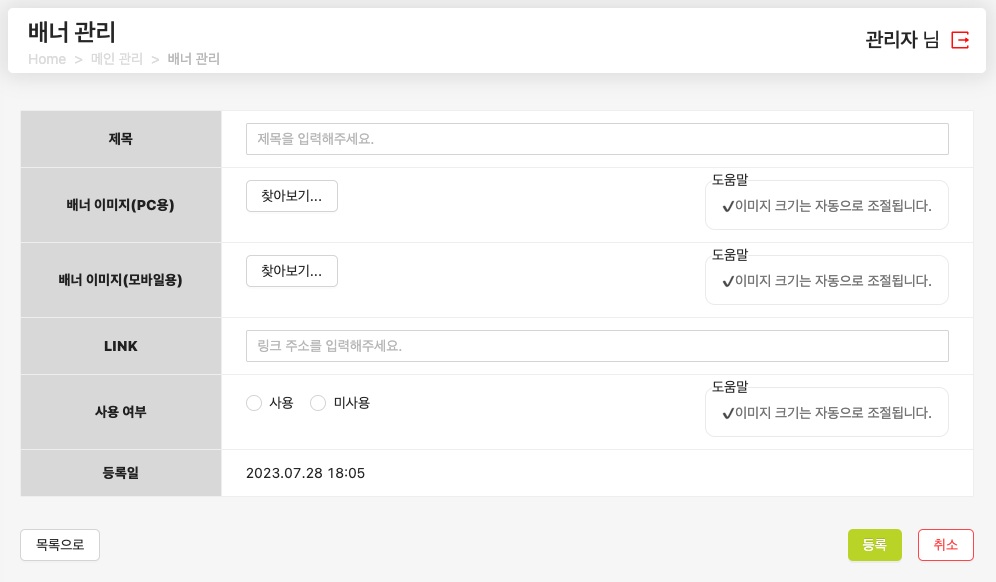 배너 관리
Home > 메인 관리 > 배너 관리
관리자 님
제목
제목을 입력해주세요.
배너 이미지(PC용)
찾아보기...
도움말
✔이미지 크기는 자동으로 조절됩니다.
배너 이미지(모바일용)
찾아보기...
도움말
✔이미지 크기는 자동으로 조절됩니다.
LINK
링크 주소를 입력해주세요.
사용 여부
사용 미사용
도움말
✔이미지 크기는 자동으로 조절됩니다.
등록일
2023.07.28 18:05
목록으로
등록
취소